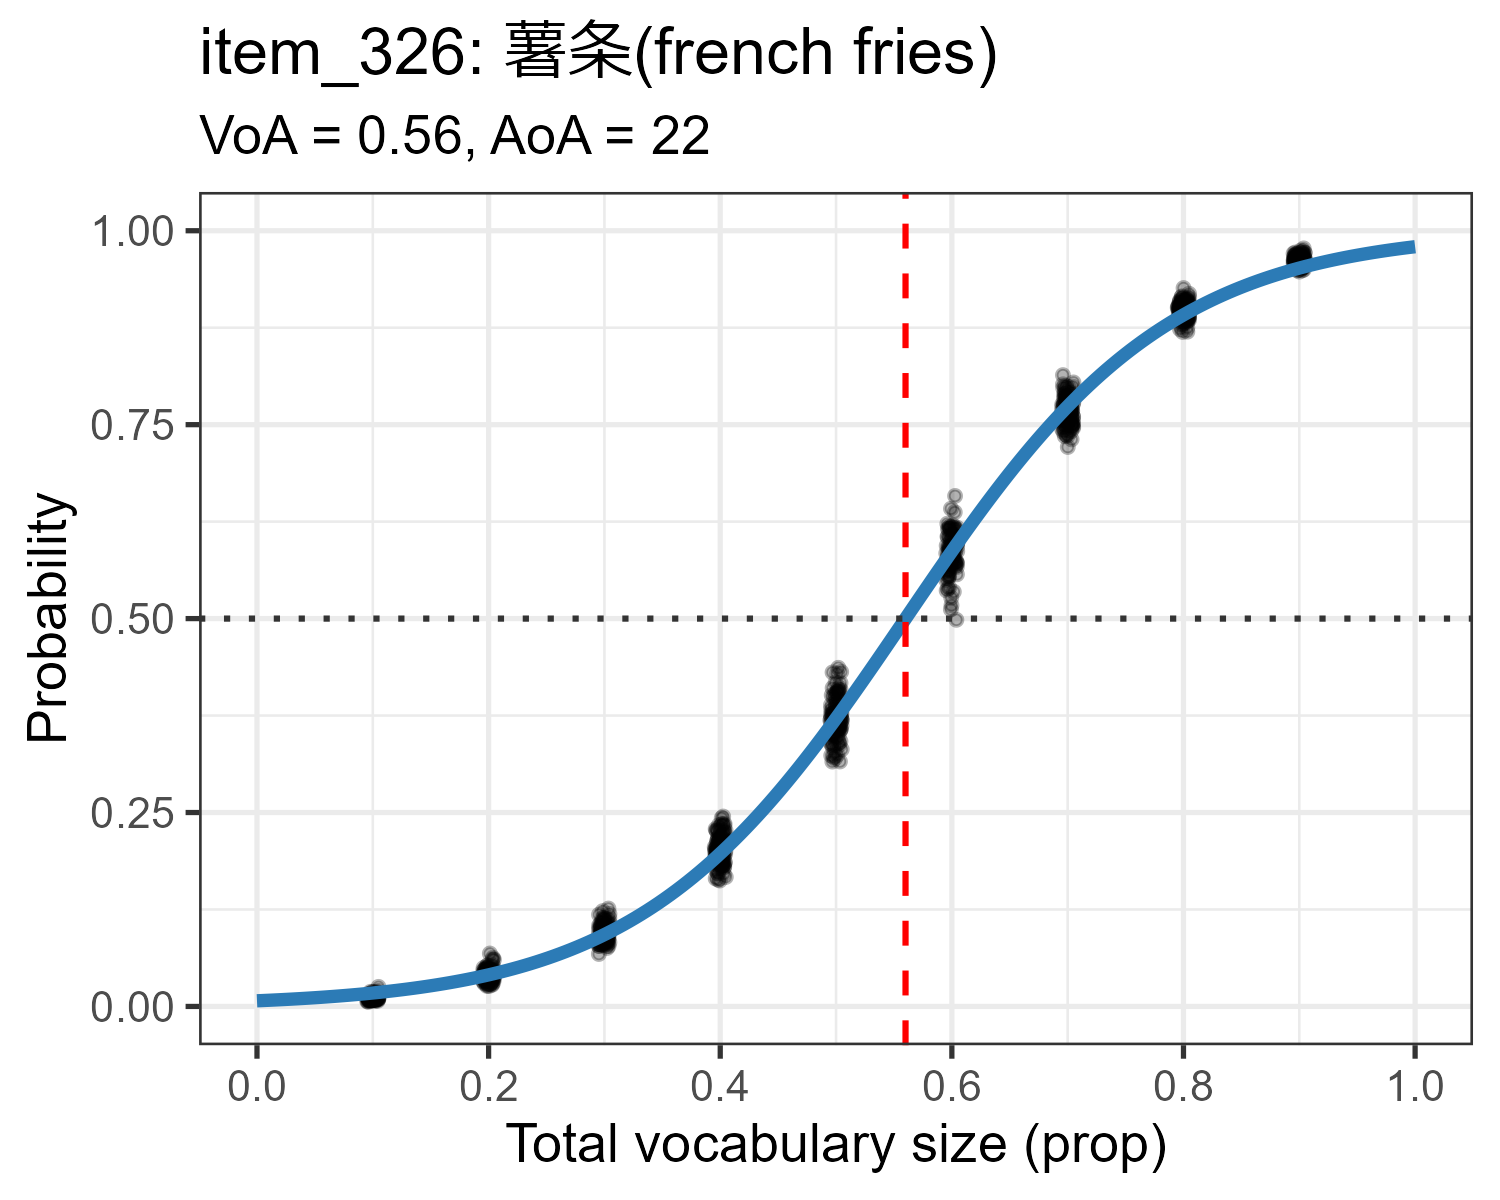 item_326: 薯条(french fries)
VoA = 0.56, AoA = 22
1.00
0.75
0.50
0.25
0.00
Probability
0.0 0.2 0.4 0.6 0.8 1.0
Total vocabulary size (prop)